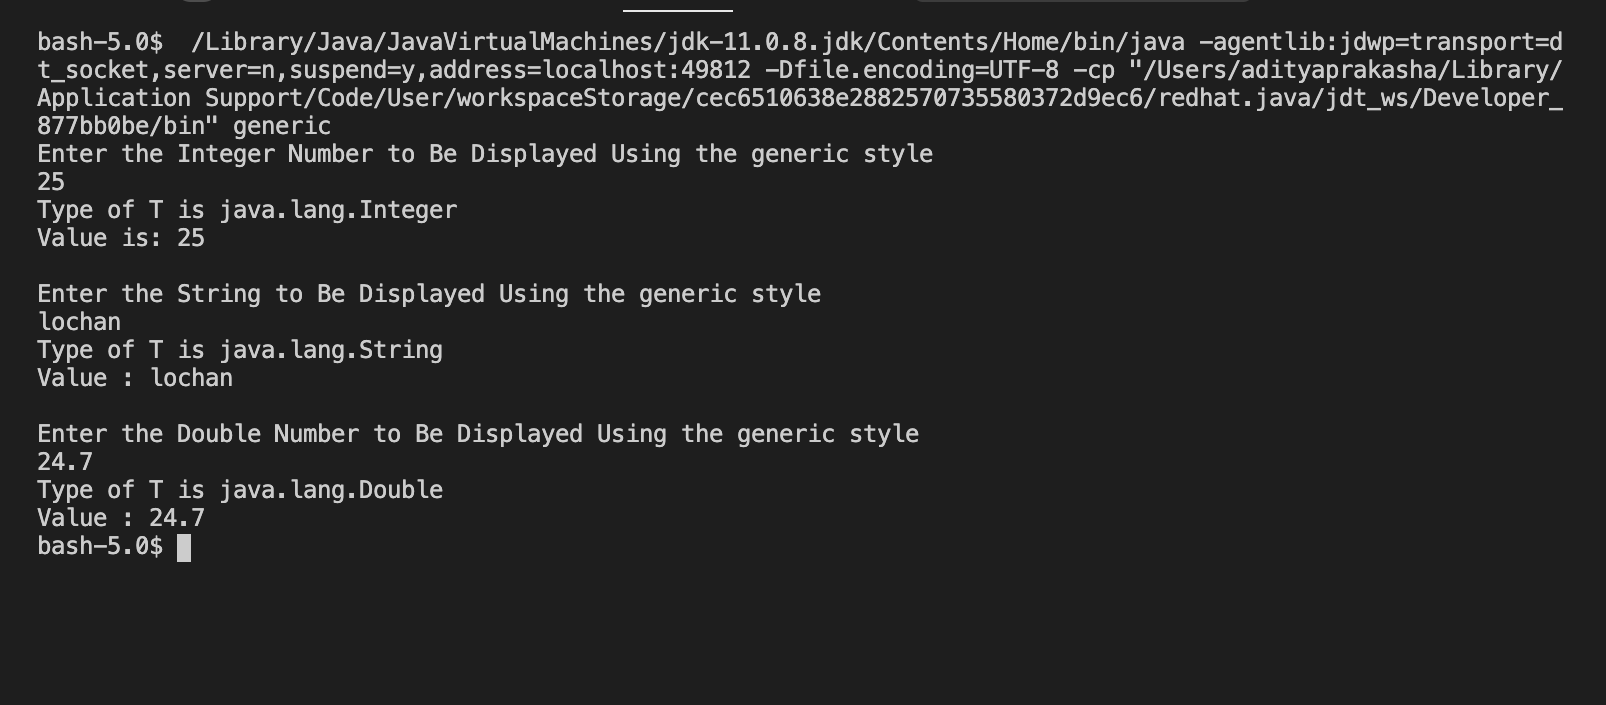 bash-5.0$  /Library/Java/JavaVirtualMachines/jdk-11.0.8.jdk/Contents/Home/bin/java -agentlib:jdwp=transport=d
t_socket,server=n,suspend=y,address=localhost:49812 -Dfile.encoding=UTF-8 -cp "/Users/adityaprakasha/Library/
Application Support/Code/User/workspaceStorage/cec6510638e2882570735580372d9ec6/redhat.java/jdt_ws/Developer_
877bb0be/bin" generic
Enter the Integer Number to Be Displayed Using the generic style
25
Type of T is java.lang.Integer
Value is: 25

Enter the String to Be Displayed Using the generic style
lochan
Type of T is java.lang.String
Value : lochan

Enter the Double Number to Be Displayed Using the generic style
24.7
Type of T is java.lang.Double
Value : 24.7
bash-5.0$